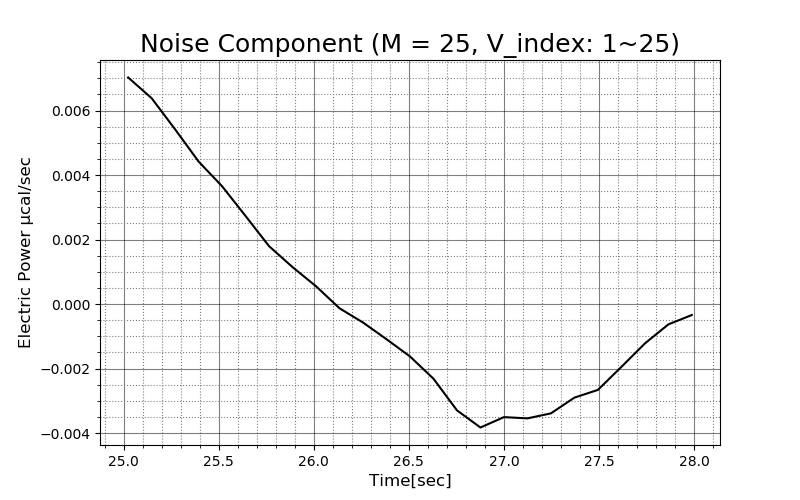 Noise Component (M = 25, V_index: 1~25)
Electric Power μcal/sec
0.006
0.004
0.002
0.000
−0.002
−0.004
25.0 25.5 26.0 26.5 27.0 27.5 28.0
Time[sec]